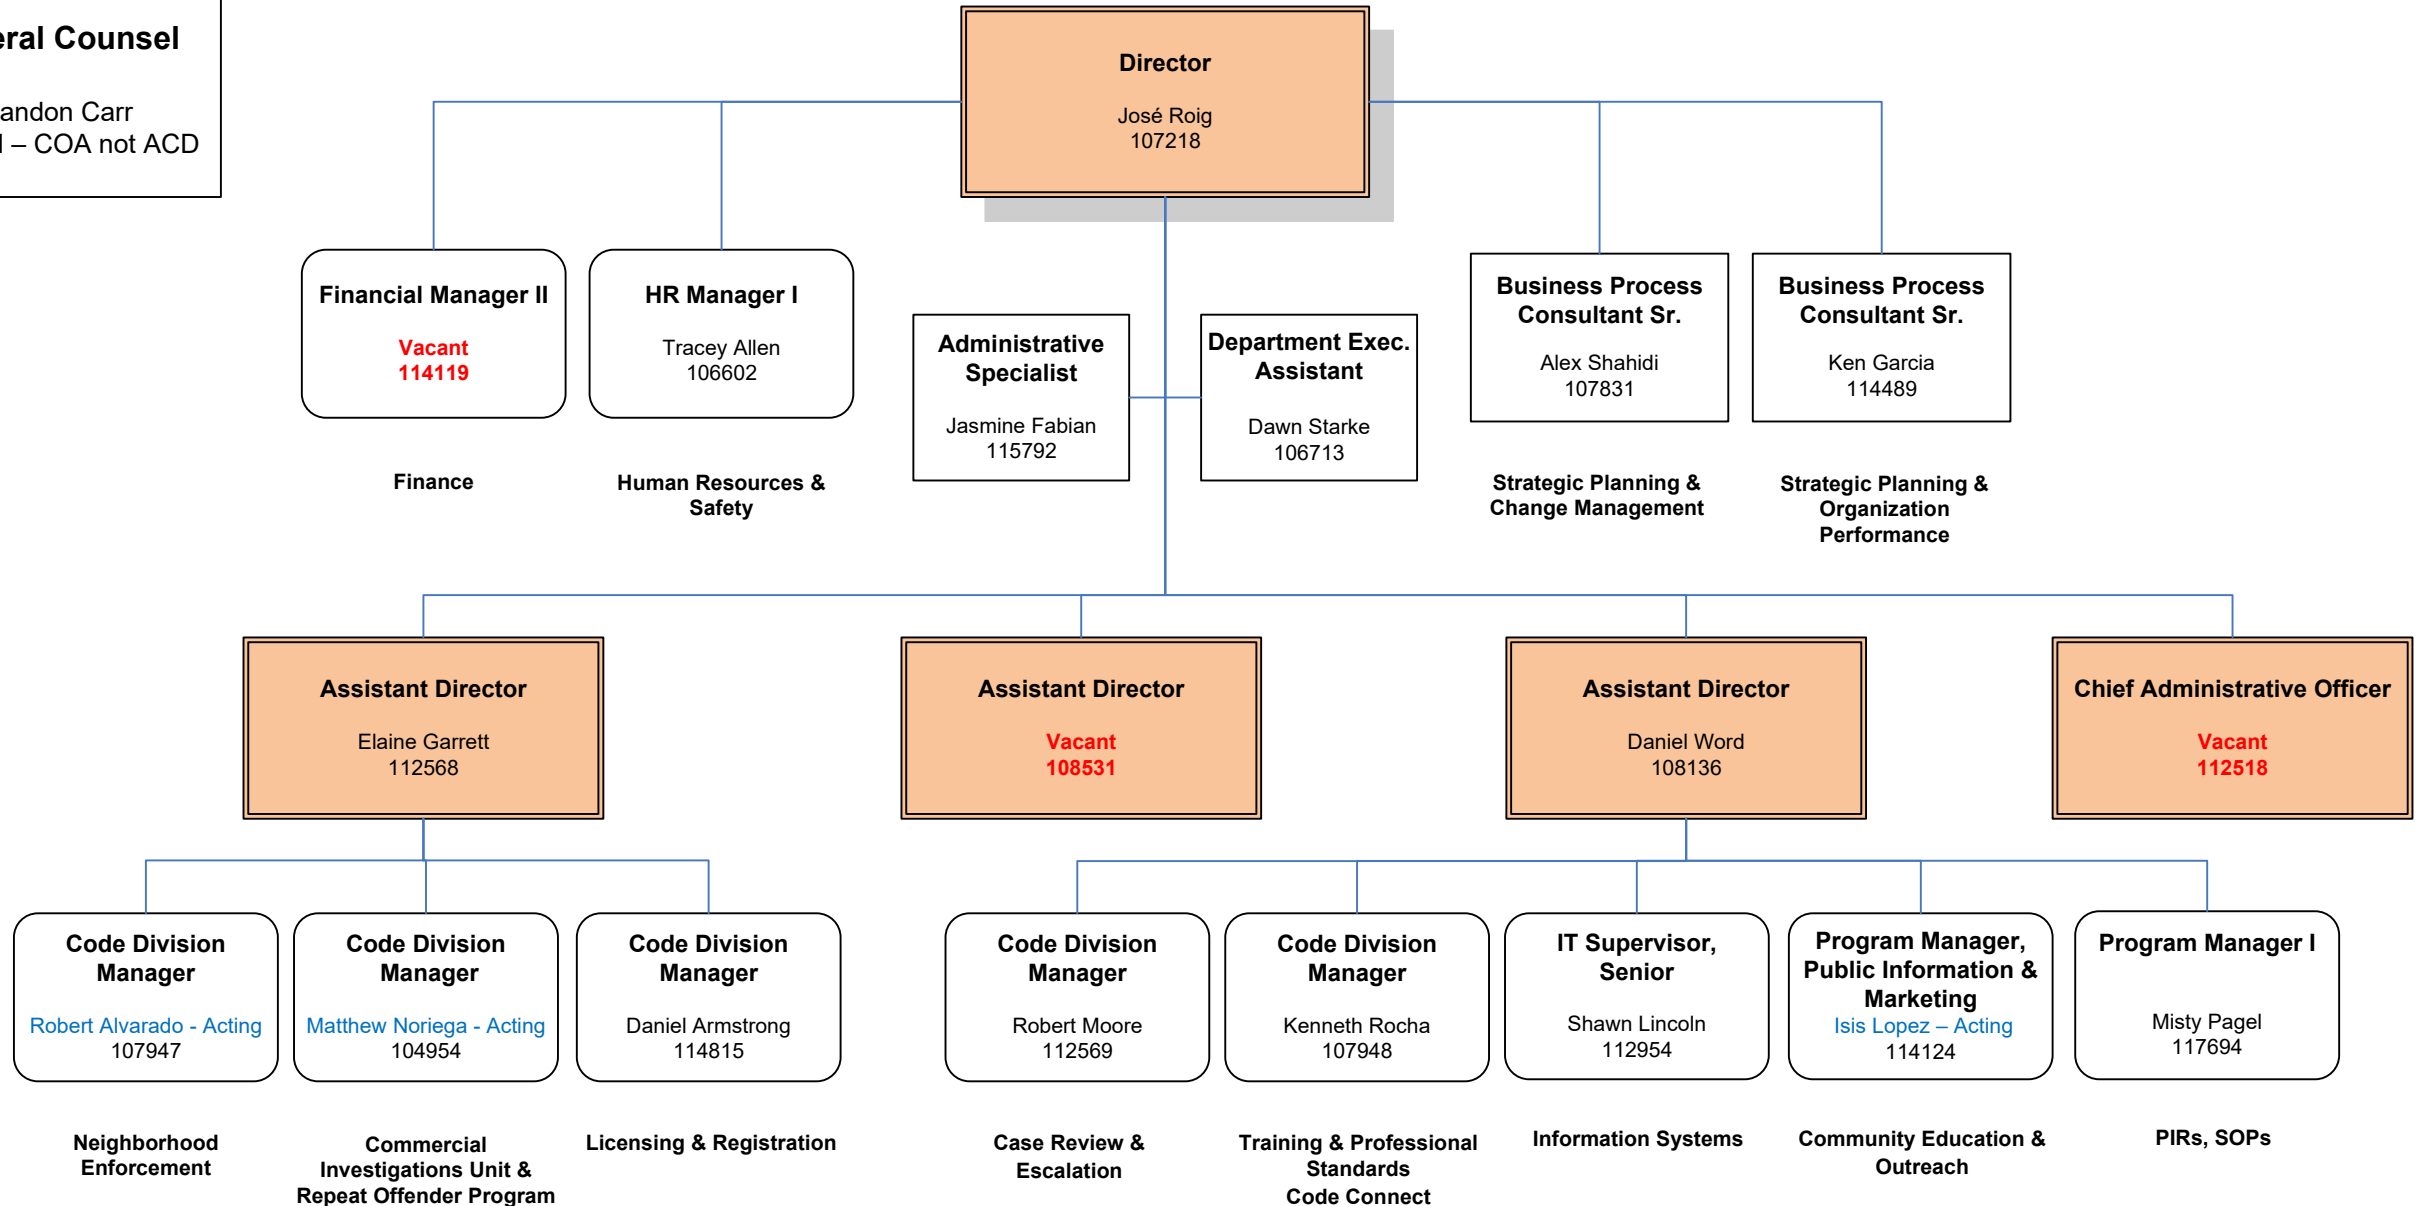 Counsel
Carr
– COA not ACD
Director
José Roig
107218
Financial Manager II
Vacant
114119
Finance
HR Manager I
Tracey Allen
106602
Human Resources &
Safety
Administrative
Specialist
Jasmine Fabian
115792
Department Exec.
Assistant
Dawn Starke
106713
Business Process
Consultant Sr.
Alex Shahidi
107831
Strategic Planning &
Change Management
Business Process
Consultant Sr.
Ken Garcia
114489
Strategic Planning &
Organization
Performance
Assistant Director
Elaine Garrett
112568
Assistant Director
Vacant
108531
Assistant Director
Daniel Word
108136
Chief Administrative Officer
Vacant
112518
Code Division
Manager
Robert Alvarado - Acting
107947
Neighborhood
Enforcement
Code Division
Manager
Matthew Noriega - Acting
104954
Commercial
Investigations Unit &
Repeat Offender Program
Code Division
Manager
Daniel Armstrong
114815
Licensing & Registration
Code Division
Manager
Robert Moore
112569
Case Review &
Escalation
Code Division
Manager
Kenneth Rocha
107948
Training & Professional
Standards
Code Connect
IT Supervisor,
Senior
Shawn Lincoln
112954
Information Systems
Program Manager,
Public Information &
Marketing
Isis Lopez – Acting
114124
Community Education &
Outreach
Program Manager I
Misty Pagel
117694
PIRs, SOPs